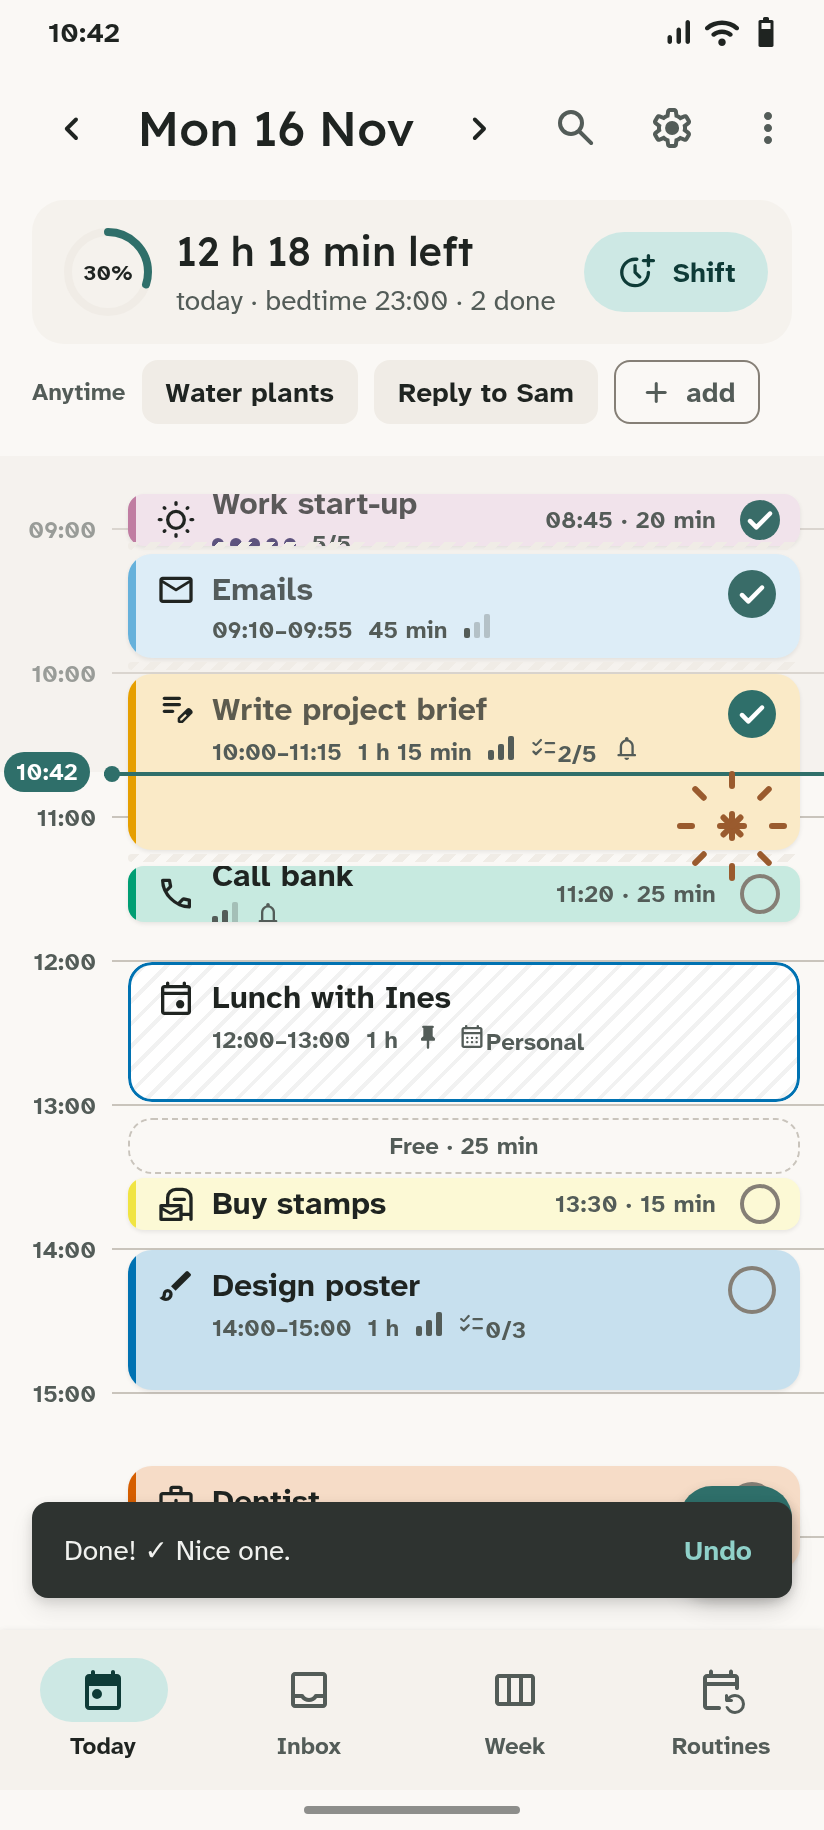 10:42
Mon 16 Nov
30%
12 h 18 min left
today · bedtime 23:00 · 2 done
Shift
Anytime
Water plants
Reply to Sam
add
09:00
Work start-up
5/5
08:45 · 20 min
Emails
09:10–09:55 45 min
10:00
Write project brief
10:00–11:15 1 h 15 min 2/5
10:42
11:00
Call bank
11:20 · 25 min
12:00
Lunch with Ines
12:00–13:00 1 h Personal
13:00
Free · 25 min
Buy stamps
13:30 · 15 min
14:00
Design poster
14:00–15:00 1 h 0/3
15:00
Dentist
Done! ✓ Nice one.
Undo
Today
Inbox
Week
Routines